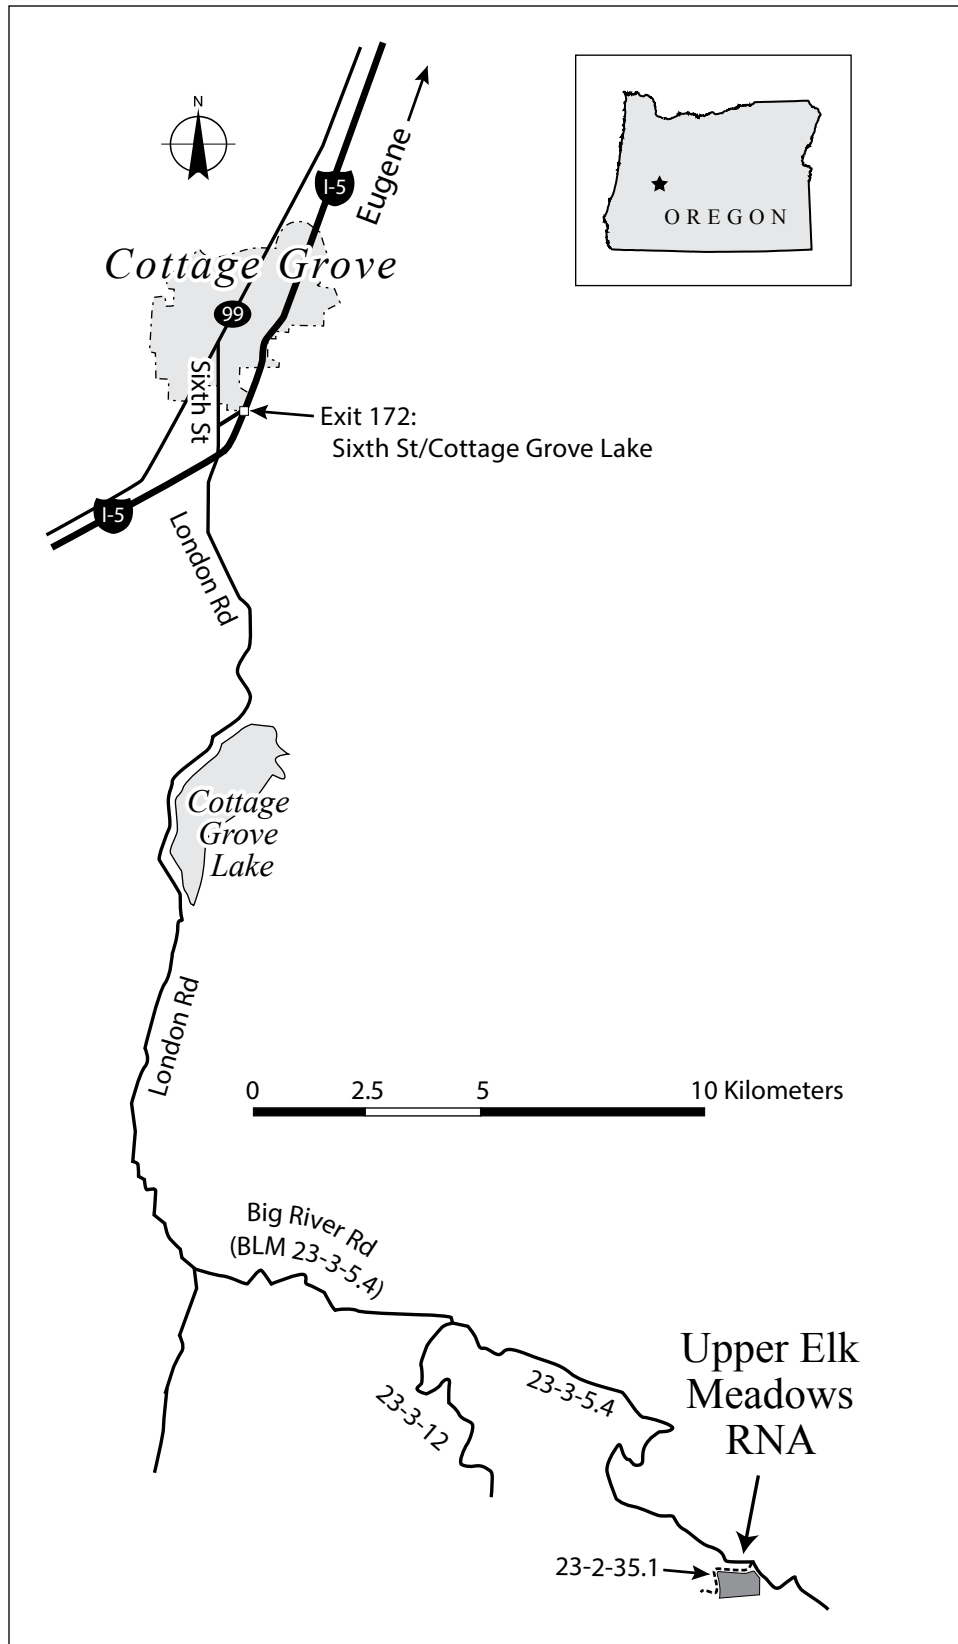 N
I-5
Eugene
OREGON
Cottage Grove
99
Sixth St
Exit 172:
Sixth St/Cottage Grove Lake
I-5
London Rd
Cottage
Grove
Lake
London Rd
0 2.5 5 10 Kilometers
Big River Rd
(BLM 23-3-5.4)
Upper Elk
Meadows
RNA
23-3-5.4
23-3-12
23-2-35.1